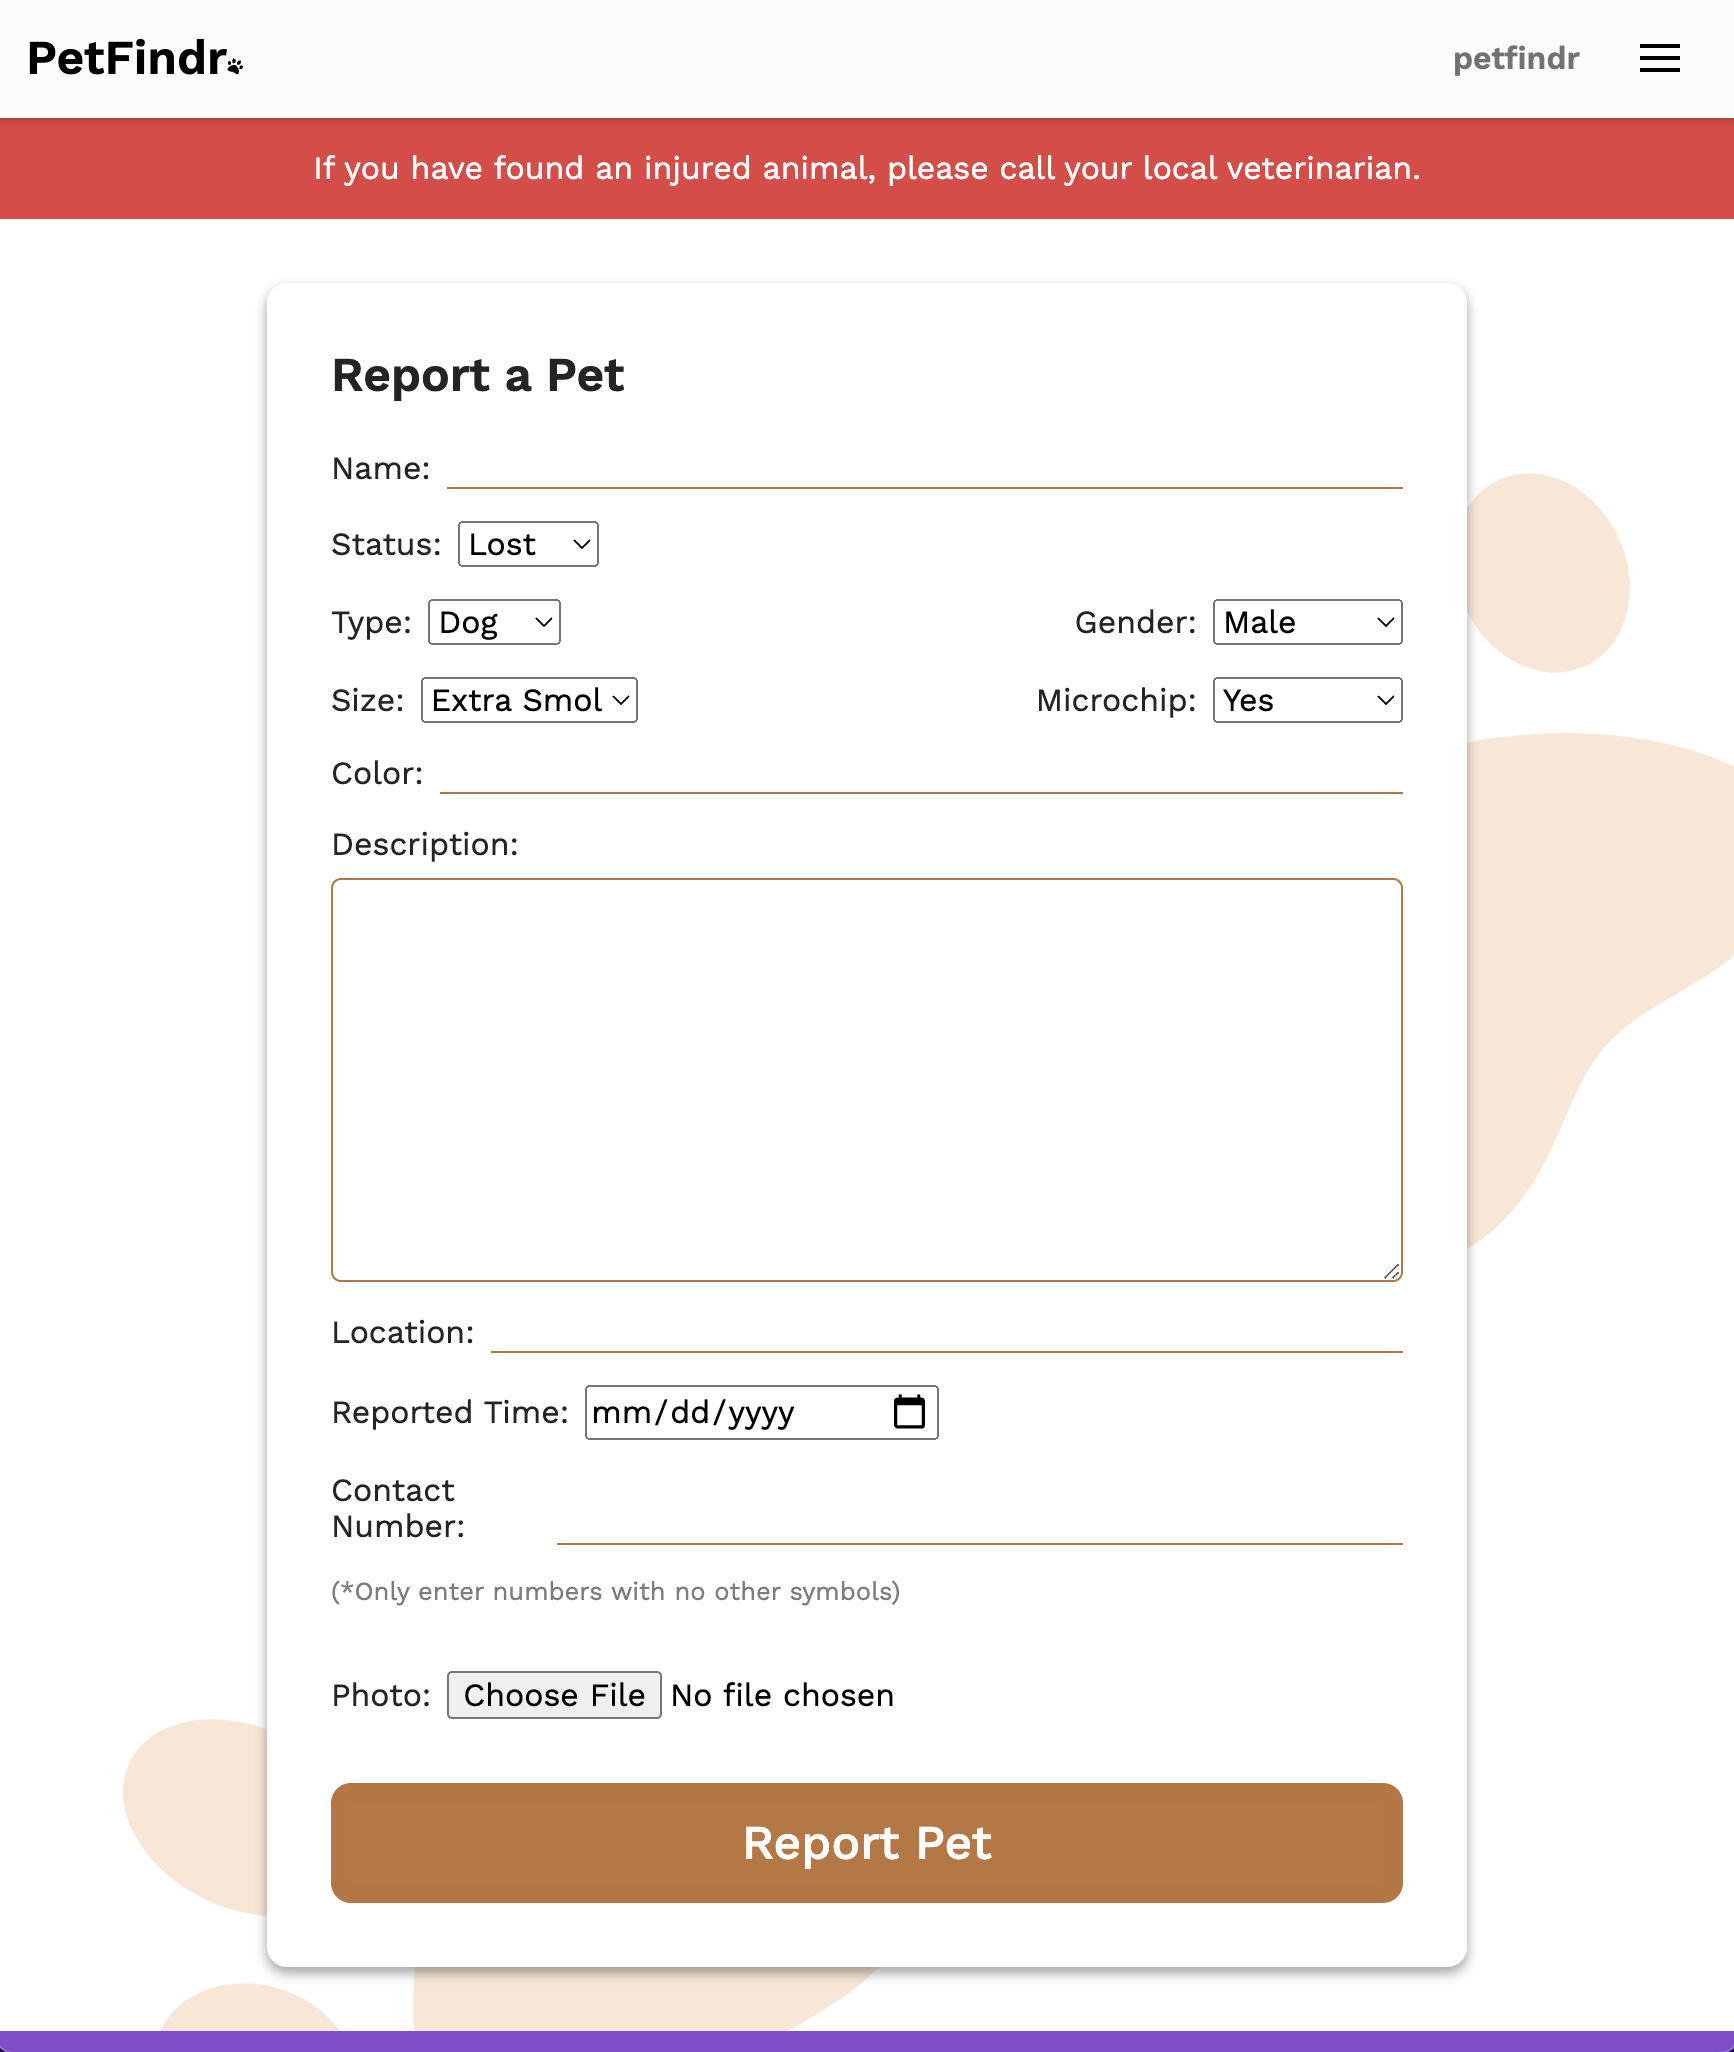 PetFindr
petfindr
If you have found an injured animal, please call your local veterinarian.
Report a Pet
Name:
Status: Lost
Type: Dog
Gender: Male
Size: Extra Smol
Microchip: Yes
Color:
Description:
Location:
Reported Time: mm/dd/yyyy
Contact
Number:
(*Only enter numbers with no other symbols)
Photo: Choose File No file chosen
Report Pet